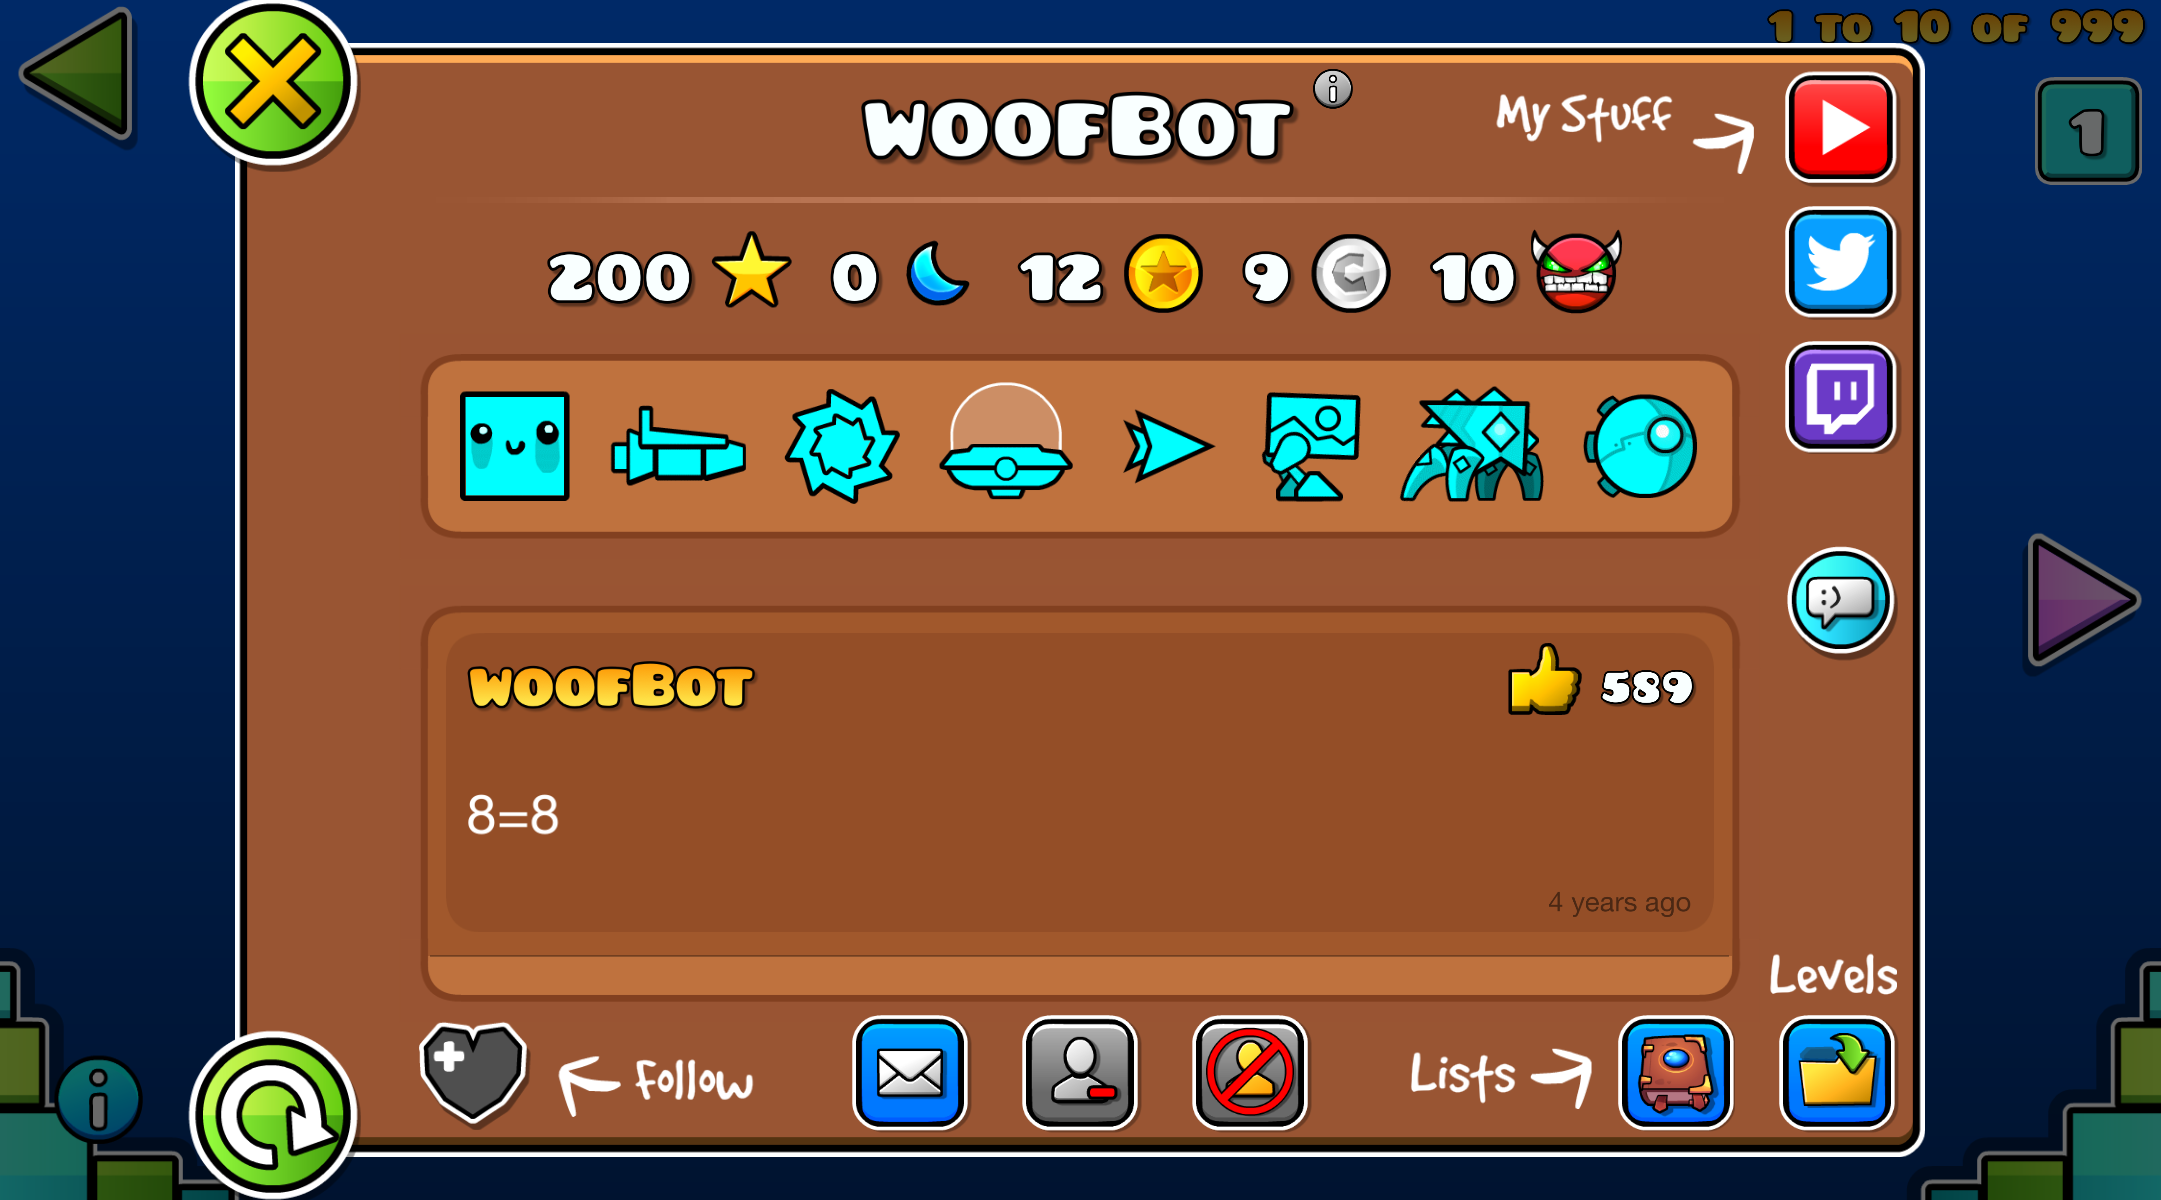 1 TO 10 OF 999
WOOFBOT
My Stuff
200 0 12 9 10
1
WOOFBOT 589
8=8
:)
4 years ago
Levels
Follow
Lists